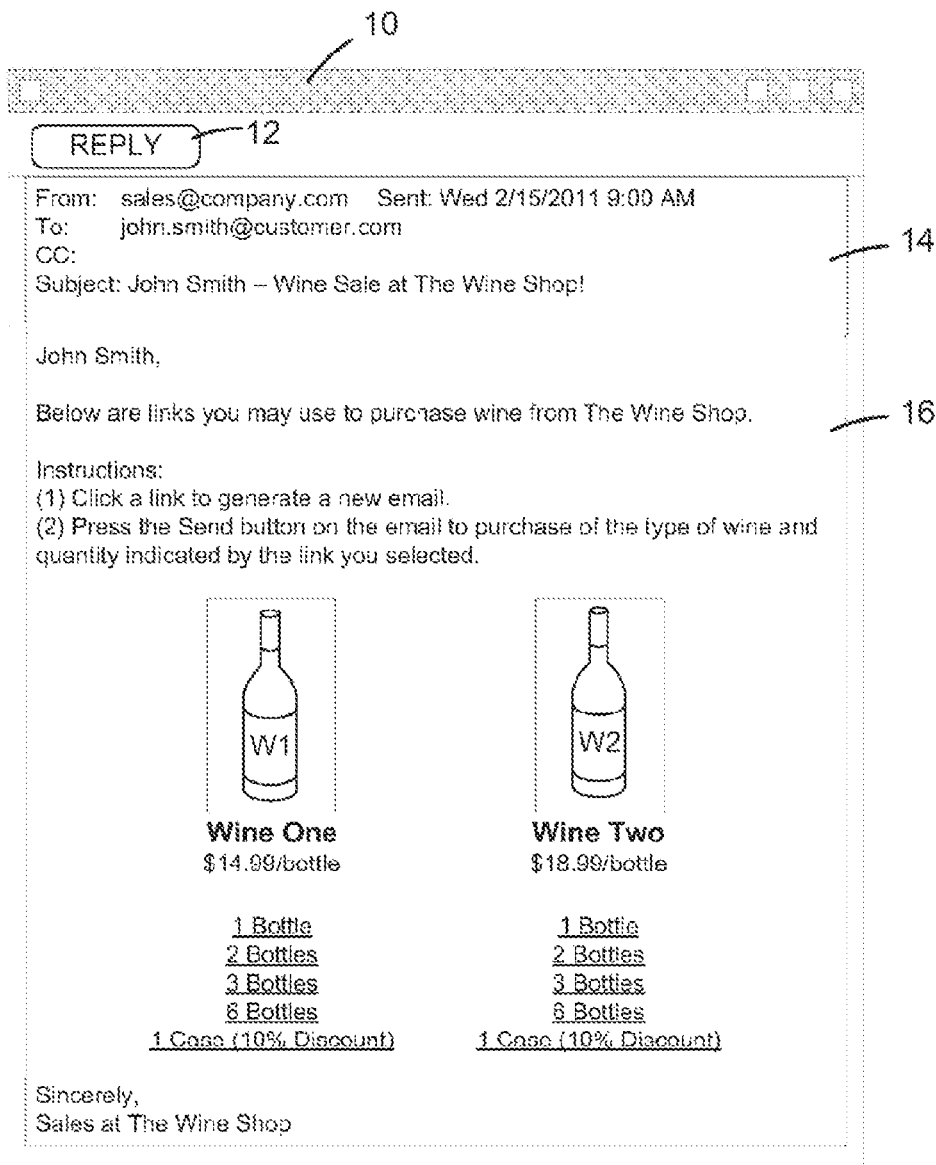 10
REPLY 12
From: sales@company.com Sent: Wed 2/15/2011 9:00 AM
To: john.smith@customer.com
14
CC:
Subject: John Smith – Wine Sale at The Wine Shop!
John Smith,
Below are links you may use to purchase wine from The Wine Shop.
16
Instructions:
(1) Click a link to generate a new email.
(2) Press the Send button on the email to purchase of the type of wine and
quantity indicated by the link you selected.
W1 W2
Wine One Wine Two
$14.99/bottle $18.99/bottle
1 Bottle 1 Bottle
2 Bottles 2 Bottles
3 Bottles 3 Bottles
6 Bottles 6 Bottles
1 Case (10% Discount) 1 Case (10% Discount)
Sincerely,
Sales at The Wine Shop